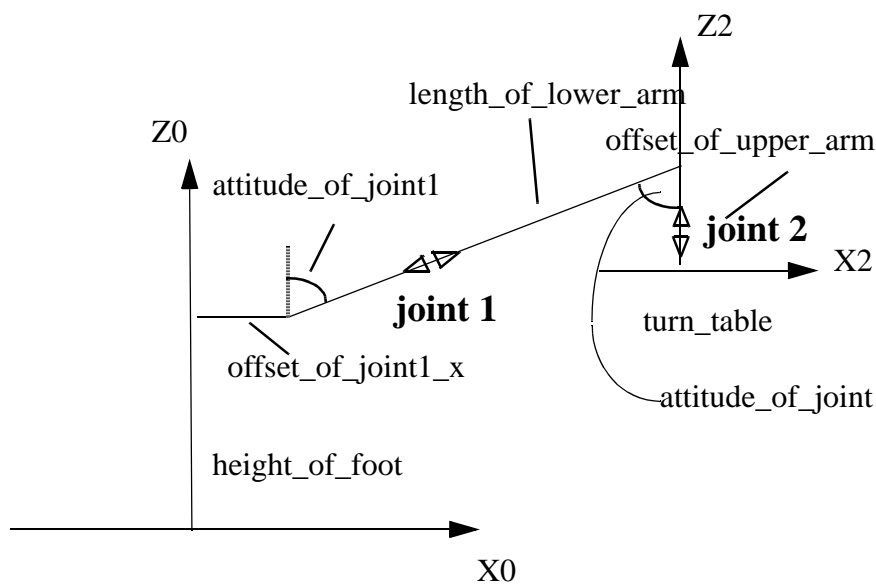 Z2
length_of_lower_arm
Z0
offset_of_upper_arm
attitude_of_joint1
joint 2
X2
joint 1
turn_table
offset_of_joint1_x
attitude_of_joint
height_of_foot
X0